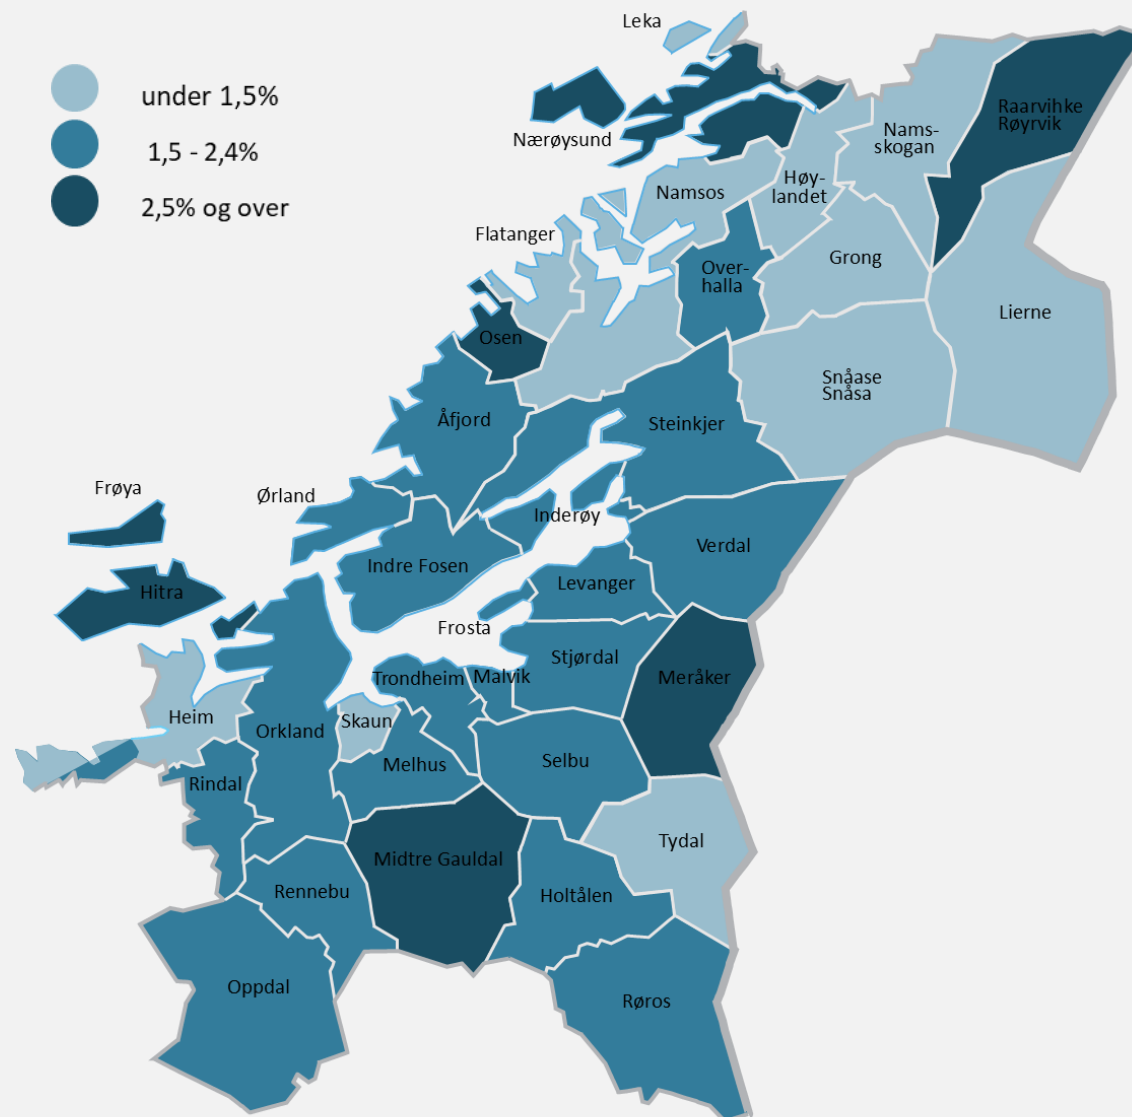 Leka
under 1,5%
1,5 - 2,4%
2,5% og over
Nærøysund
Raarvihke
Røyrvik
Nams-
skogan
Høy-
landet
Namsos
Flatanger
Over-
halla
Grong
Lierne
Osen
Snåase
Snåsa
Åfjord
Steinkjer
Frøya
Ørland
Inderøy
Verdal
Indre Fosen
Levanger
Hitra
Frosta
Stjørdal
Trondheim
Malvik
Meråker
Heim
Skaun
Orkland
Melhus
Selbu
Rindal
Tydal
Midtre Gauldal
Rennebu
Holtålen
Oppdal
Røros